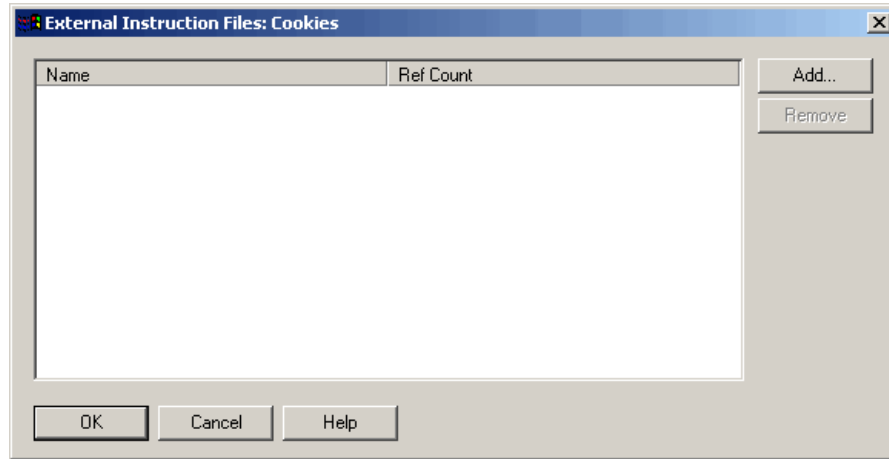 External Instruction Files: Cookies
Name Ref Count
Add...
Remove
OK Cancel Help